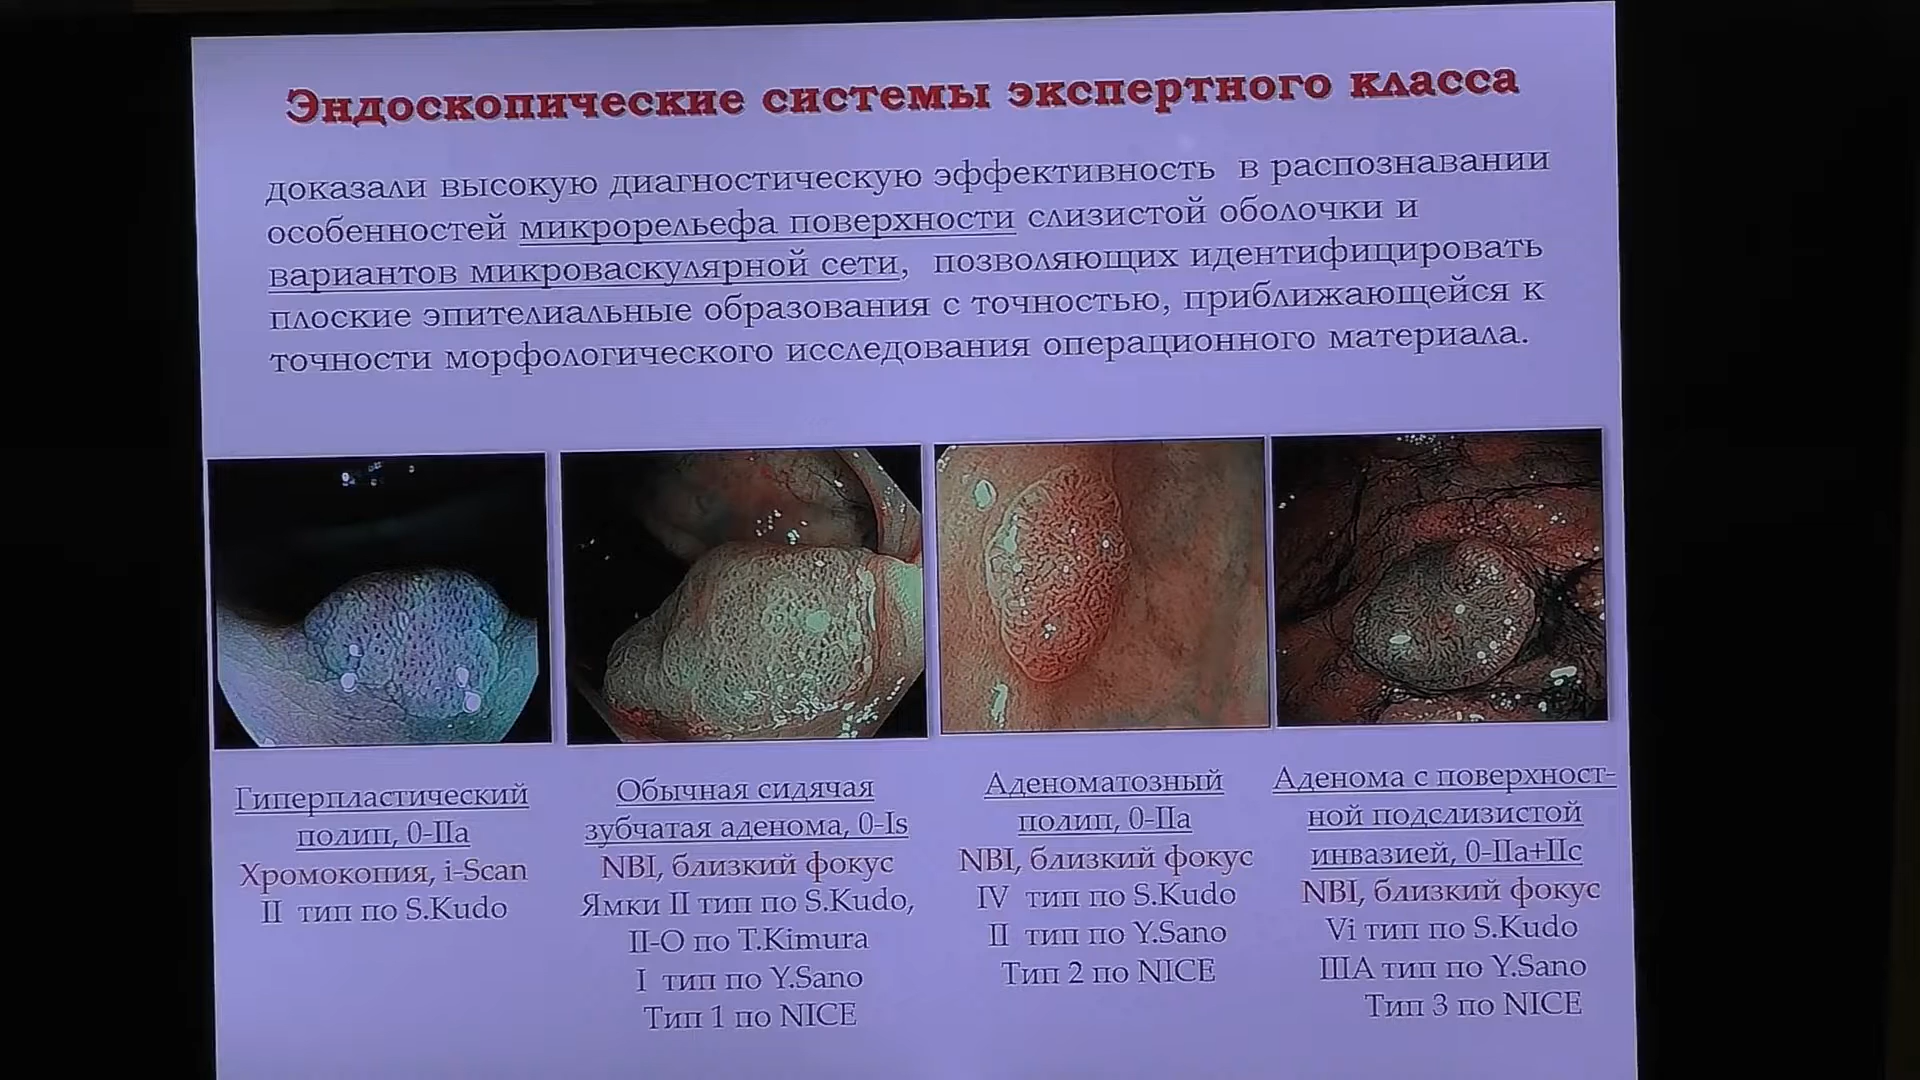 Эндоскопические системы экспертного класса
доказали высокую диагностическую эффективность в распознавании
особенностей микрорельефа поверхности слизистой оболочки и
вариантов микроваскулярной сети, позволяющих идентифицировать
плоские эпителиальные образования с точностью, приближающейся к
точности морфологического исследования операционного материала.
Гиперпластический
полип, 0-IIa
Хромокопия, i-Scan
II тип по S.Kudo
Обычная сидячая
зубчатая аденома, 0-Is
NBI, близкий фокус
Ямки II тип по S.Kudo,
II-O по T.Kimura
I тип по Y.Sano
Тип 1 по NICE
Аденоматозный
полип, 0-IIa
NBI, близкий фокус
IV тип по S.Kudo
II тип по Y.Sano
Тип 2 по NICE
Аденома с поверхност-
ной подслизистой
инвазией, 0-IIa+IIc
NBI, близкий фокус
Vi тип по S.Kudo
IIIA тип по Y.Sano
Тип 3 по NICE